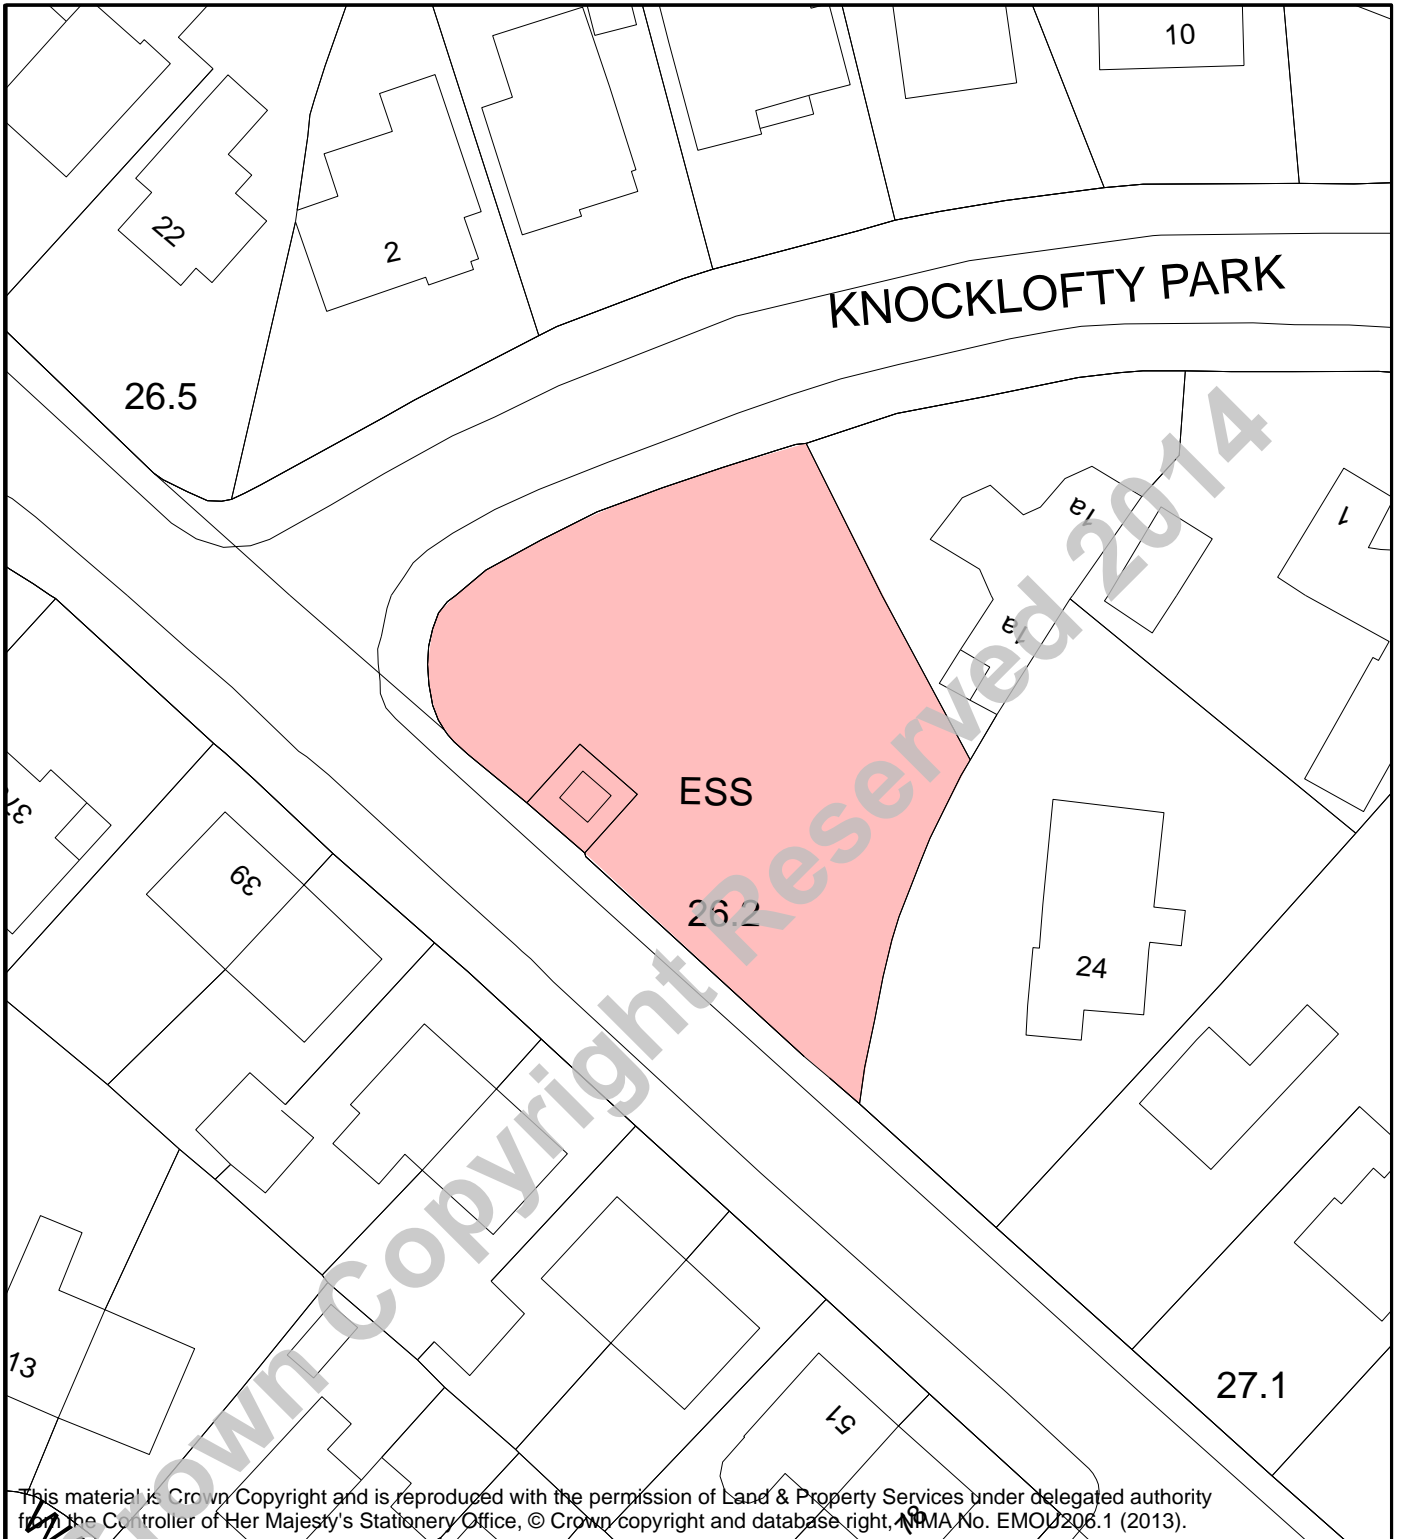 10
22
2
KNOCKLOFTY PARK
26.5
1a
1
1a
ESS
39
26.2
24
13
27.1
51
Crown Copyright Reserved 2014
This material is Crown Copyright and is reproduced with the permission of Land & Property Services under delegated authority
from the Controller of Her Majesty's Stationery Office, © Crown copyright and database right, NIMA No. EMOU206.1 (2013).